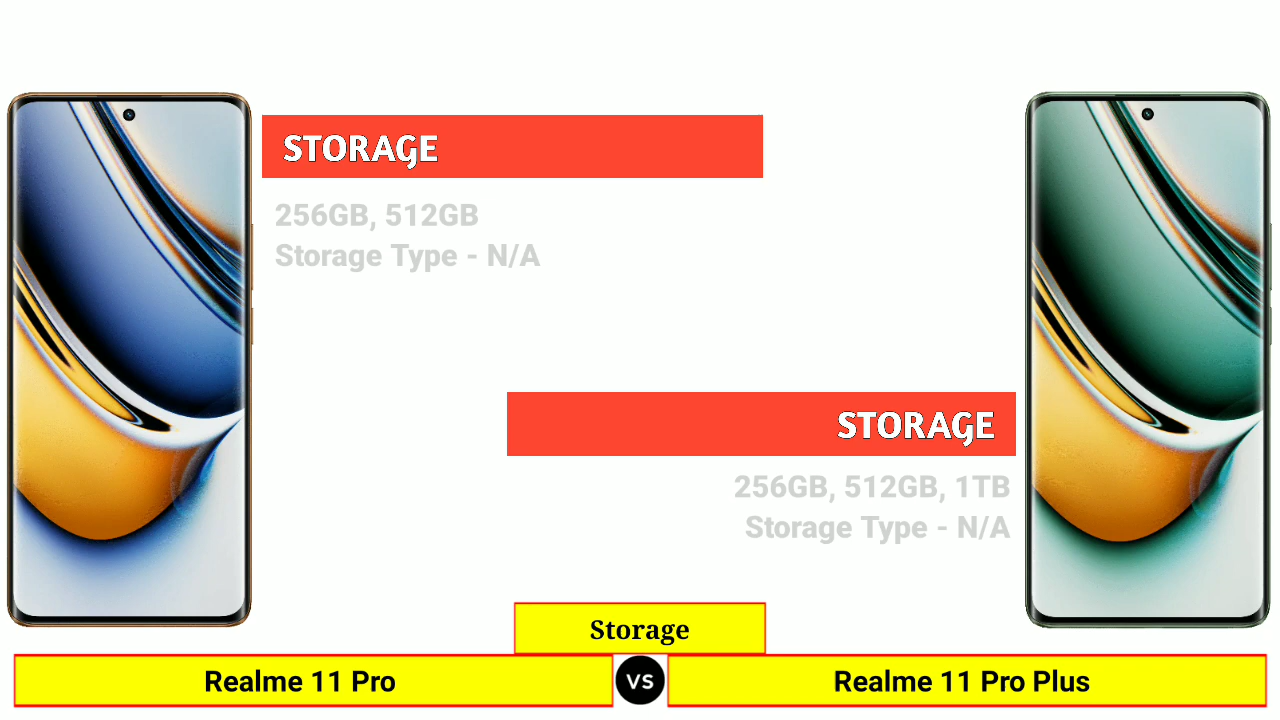 STORAGE
256GB, 512GB
Storage Type - N/A
STORAGE
256GB, 512GB, 1TB
Storage Type - N/A
Storage
Realme 11 Pro
VS
Realme 11 Pro Plus